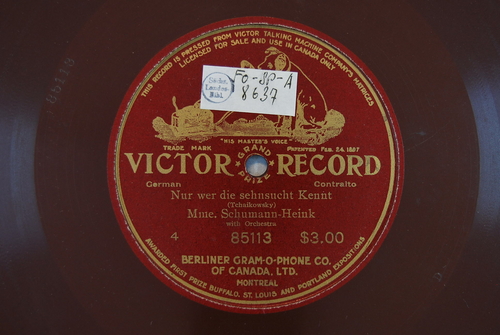 THIS RECORD IS PRESSED FROM VICTOR TALKING MACHINE COMPANY'S MATRICES
LICENSED FOR SALE AND USE IN CANADA ONLY
FO-SP-A
8637
"HIS MASTER'S VOICE"
TRADE MARK
PATENTED FEB. 24. 1897
VICTOR GRAND PRIZE RECORD
German
Contralto
Nur wer die sehnsucht Kennt
(Tchaikowsky)
Mme. Schumann-Heink
with Orchestra
4 85113 $3.00
BERLINER GRAM-O-PHONE CO.
OF CANADA, LTD.
MONTREAL
AWARDED FIRST PRIZE BUFFALO, ST. LOUIS AND PORTLAND EXPOSITIONS
85113